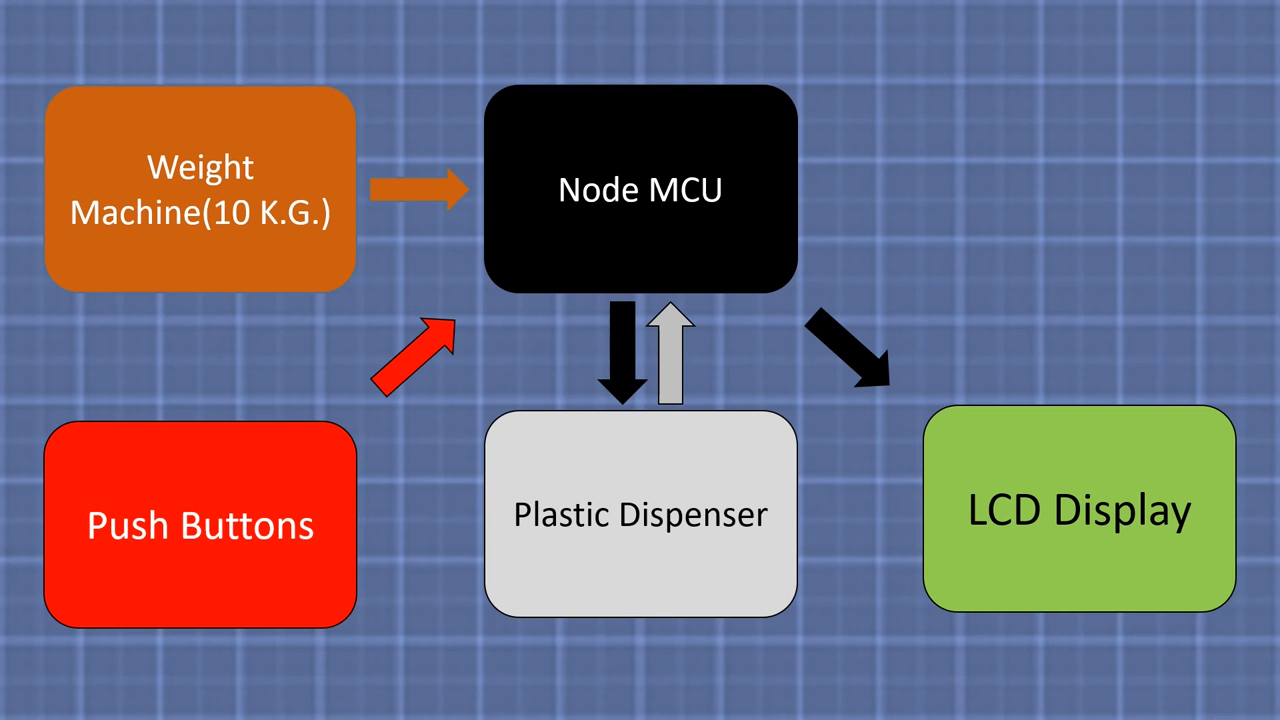 Weight
Machine(10 K.G.)
Node MCU
Push Buttons
Plastic Dispenser
LCD Display